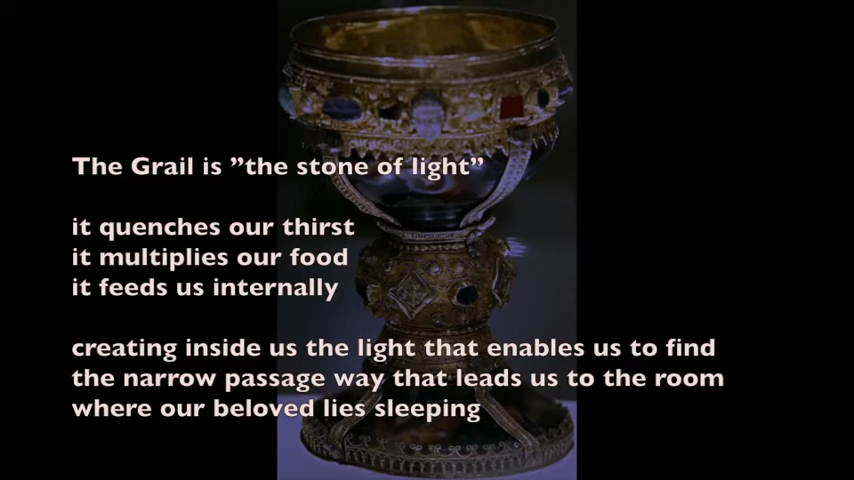 The Grail is ”the stone of light”
it quenches our thirst
it multiplies our food
it feeds us internally
creating inside us the light that enables us to find
the narrow passage way that leads us to the room
where our beloved lies sleeping